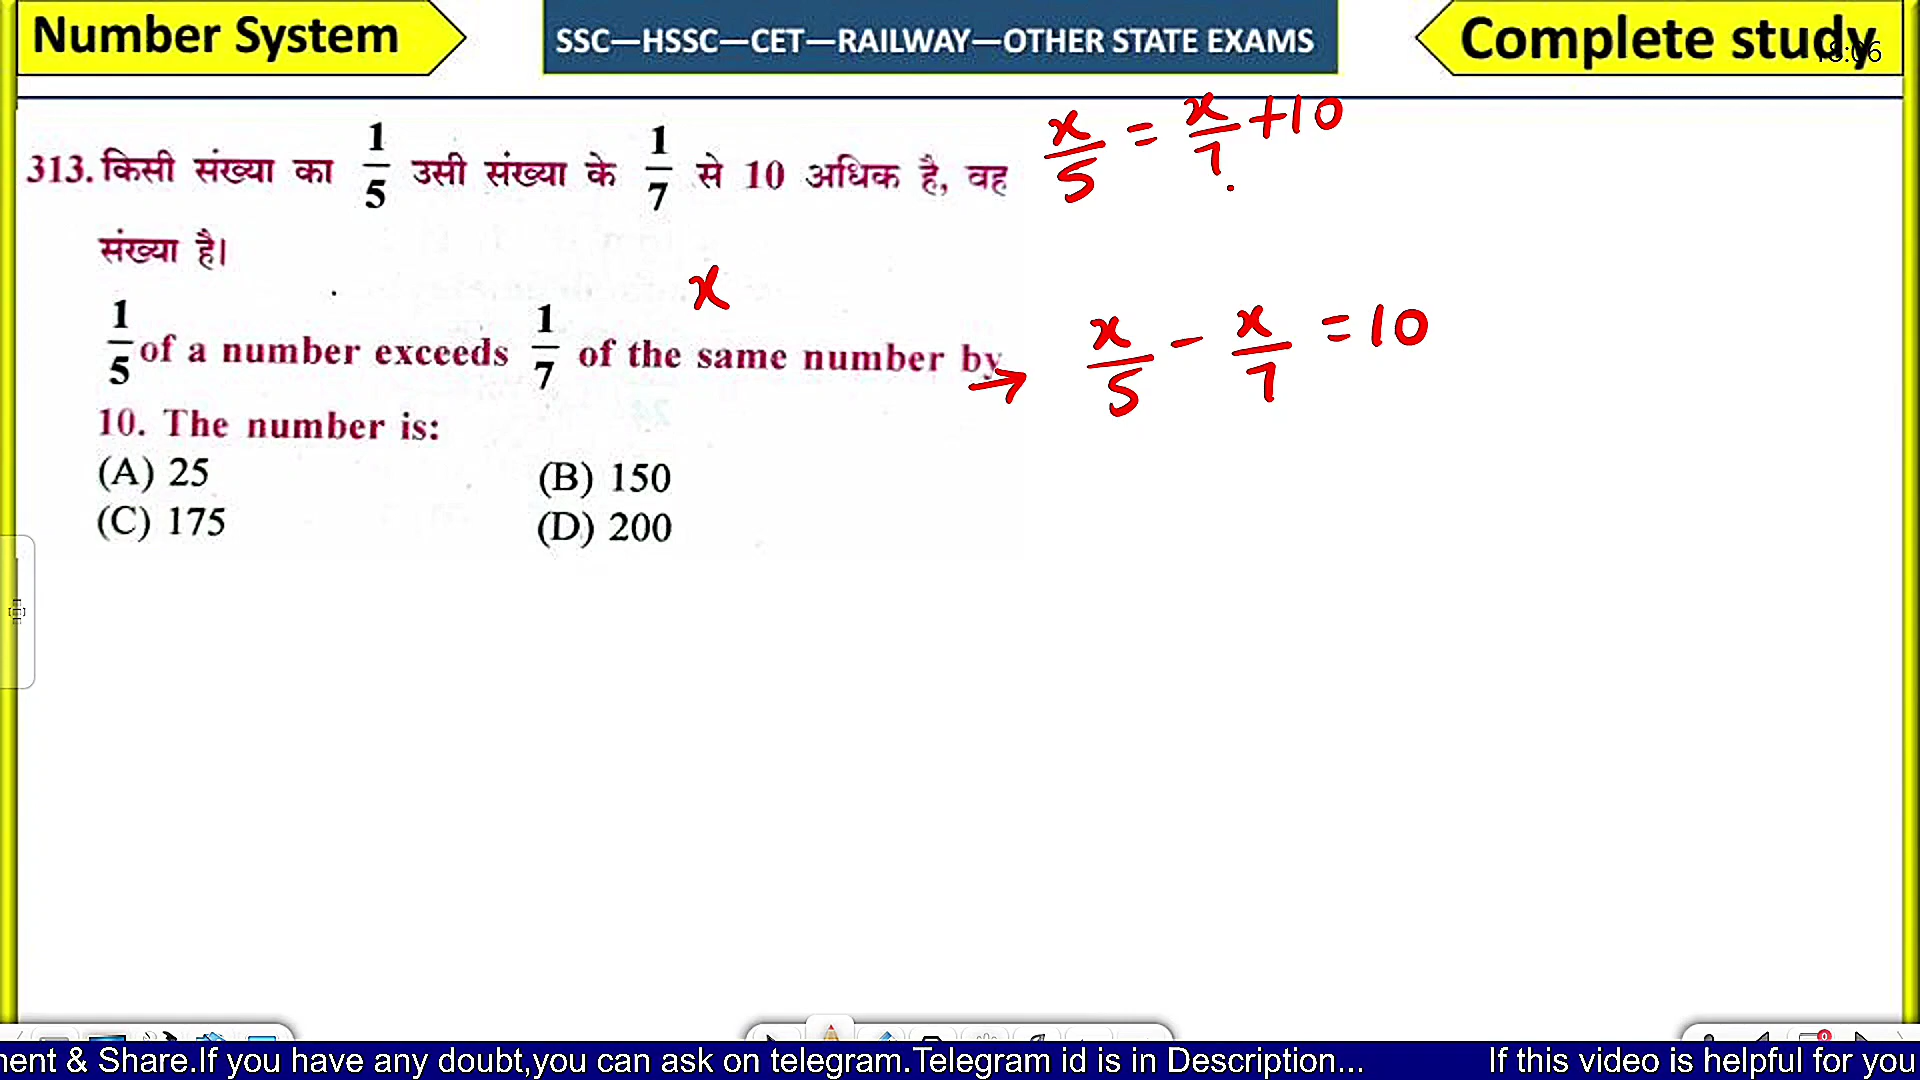 Number System
SSC—HSSC—CET—RAILWAY—OTHER STATE EXAMS
Complete study
18:06
313. किसी संख्या का 1/5 उसी संख्या के 1/7 से 10 अधिक है, वह
संख्या है।
1/5 of a number exceeds 1/7 of the same number by
10. The number is:
(A) 25 (B) 150
(C) 175 (D) 200
x/5 = x/7 + 10
x
→ x/5 - x/7 = 10
ment & Share.If you have any doubt,you can ask on telegram.Telegram id is in Description... If this video is helpful for you